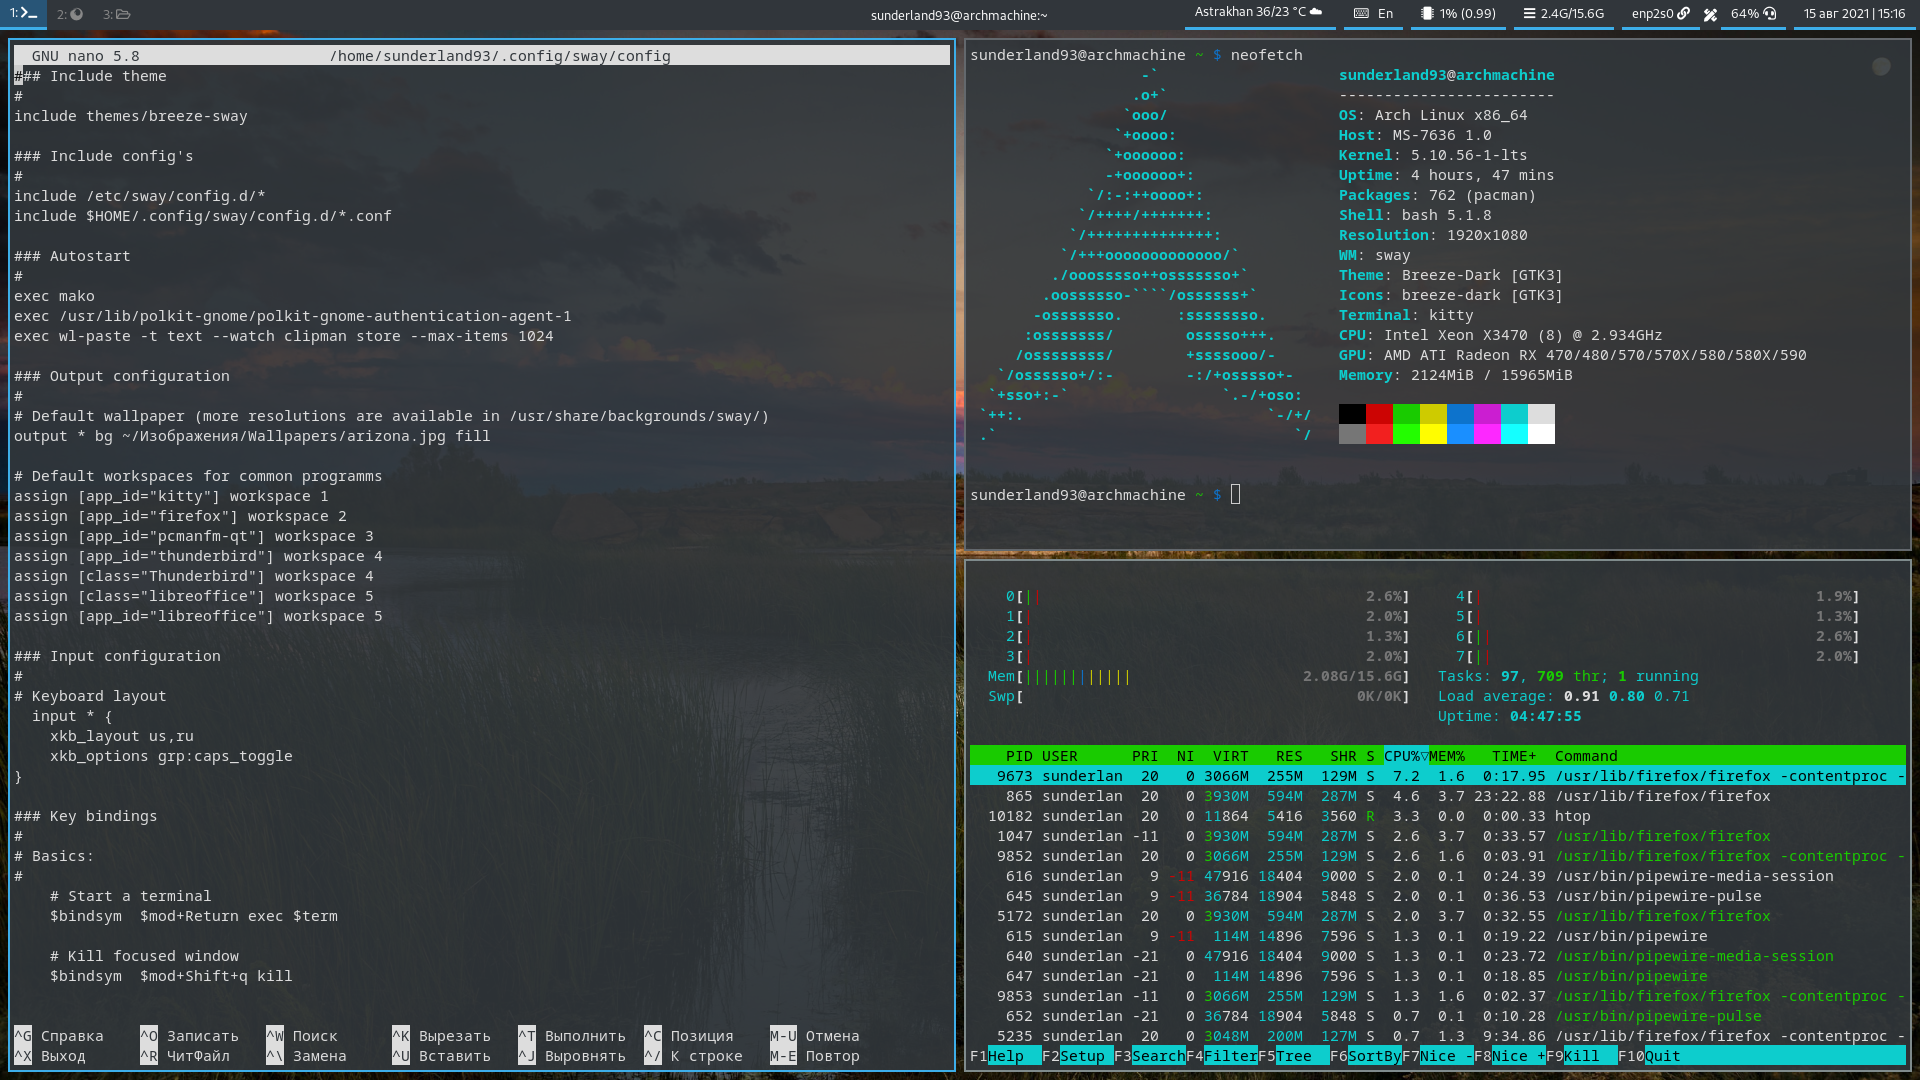 1:
2:
3:
sunderland93@archmachine:~
Astrakhan 36/23 °C
En
1% (0.99)
2.4G/15.6G
enp2s0
64%
15 авг 2021 | 15:16
GNU nano 5.8 /home/sunderland93/.config/sway/config
### Include theme
#
include themes/breeze-sway
### Include config's
#
include /etc/sway/config.d/*
include $HOME/.config/sway/config.d/*.conf
### Autostart
#
exec mako
exec /usr/lib/polkit-gnome/polkit-gnome-authentication-agent-1
exec wl-paste -t text --watch clipman store --max-items 1024
### Output configuration
#
# Default wallpaper (more resolutions are available in /usr/share/backgrounds/sway/)
output * bg ~/Изображения/Wallpapers/arizona.jpg fill
# Default workspaces for common programms
assign [app_id="kitty"] workspace 1
assign [app_id="firefox"] workspace 2
assign [app_id="pcmanfm-qt"] workspace 3
assign [app_id="thunderbird"] workspace 4
assign [class="Thunderbird"] workspace 4
assign [class="libreoffice"] workspace 5
assign [app_id="libreoffice"] workspace 5
### Input configuration
#
# Keyboard layout
input * {
xkb_layout us,ru
xkb_options grp:caps_toggle
}
### Key bindings
#
# Basics:
#
# Start a terminal
$bindsym  $mod+Return exec $term
# Kill focused window
$bindsym  $mod+Shift+q kill
^G Справка ^O Записать ^W Поиск ^K Вырезать ^T Выполнить ^C Позиция M-U Отмена
^X Выход ^R ЧитФайл ^\ Замена ^U Вставить ^J Выровнять ^/ К строке M-E Повтор
sunderland93@archmachine ~ $ neofetch
-`
.o+`
`ooo/
`+oooo:
`+oooooo:
-+oooooo+:
`/:-:++oooo+:
`/++++/+++++++:
`/++++++++++++++:
`/+++ooooooooooooo/`
./ooosssso++osssssso+`
.oossssso-````/ossssss+`
-osssssso.      :ssssssso.
:osssssss/        osssso+++.
/ossssssss/        +ssssooo/-
`/ossssso+/:-        -:/+osssso+-
`+sso+:-`                 `.-/+oso:
`++:.                           `-/+/
.`                                 `/
sunderland93@archmachine
------------------------
OS: Arch Linux x86_64
Host: MS-7636 1.0
Kernel: 5.10.56-1-lts
Uptime: 4 hours, 47 mins
Packages: 762 (pacman)
Shell: bash 5.1.8
Resolution: 1920x1080
WM: sway
Theme: Breeze-Dark [GTK3]
Icons: breeze-dark [GTK3]
Terminal: kitty
CPU: Intel Xeon X3470 (8) @ 2.934GHz
GPU: AMD ATI Radeon RX 470/480/570/570X/580/580X/590
Memory: 2124MiB / 15965MiB
sunderland93@archmachine ~ $
0[|| 2.6%] 4[| 1.9%]
1[| 2.0%] 5[| 1.3%]
2[| 1.3%] 6[|| 2.6%]
3[| 2.0%] 7[|| 2.0%]
Mem[|||||||||||| 2.08G/15.6G] Tasks: 97, 709 thr; 1 running
Swp[ 0K/0K] Load average: 0.91 0.80 0.71
Uptime: 04:47:55
PID USER PRI NI VIRT RES SHR S CPU%▽MEM% TIME+ Command
9673 sunderlan 20 0 3066M 255M 129M S 7.2 1.6 0:17.95 /usr/lib/firefox/firefox -contentproc -
865 sunderlan 20 0 3930M 594M 287M S 4.6 3.7 23:22.88 /usr/lib/firefox/firefox
10182 sunderlan 20 0 11864 5416 3560 R 3.3 0.0 0:00.33 htop
1047 sunderlan -11 0 3930M 594M 287M S 2.6 3.7 0:33.57 /usr/lib/firefox/firefox
9852 sunderlan 20 0 3066M 255M 129M S 2.6 1.6 0:03.91 /usr/lib/firefox/firefox -contentproc -
616 sunderlan 9 -11 47916 18404 9000 S 2.0 0.1 0:24.39 /usr/bin/pipewire-media-session
645 sunderlan 9 -11 36784 18904 5848 S 2.0 0.1 0:36.53 /usr/bin/pipewire-pulse
5172 sunderlan 20 0 3930M 594M 287M S 2.0 3.7 0:32.55 /usr/lib/firefox/firefox
615 sunderlan 9 -11 114M 14896 7596 S 1.3 0.1 0:19.22 /usr/bin/pipewire
640 sunderlan -21 0 47916 18404 9000 S 1.3 0.1 0:23.72 /usr/bin/pipewire-media-session
647 sunderlan -21 0 114M 14896 7596 S 1.3 0.1 0:18.85 /usr/bin/pipewire
9853 sunderlan -11 0 3066M 255M 129M S 1.3 1.6 0:02.37 /usr/lib/firefox/firefox -contentproc -
652 sunderlan -21 0 36784 18904 5848 S 0.7 0.1 0:10.28 /usr/bin/pipewire-pulse
5235 sunderlan 20 0 3048M 200M 127M S 0.7 1.3 9:34.86 /usr/lib/firefox/firefox -contentproc -
F1Help F2Setup F3SearchF4FilterF5Tree F6SortByF7Nice -F8Nice +F9Kill F10Quit